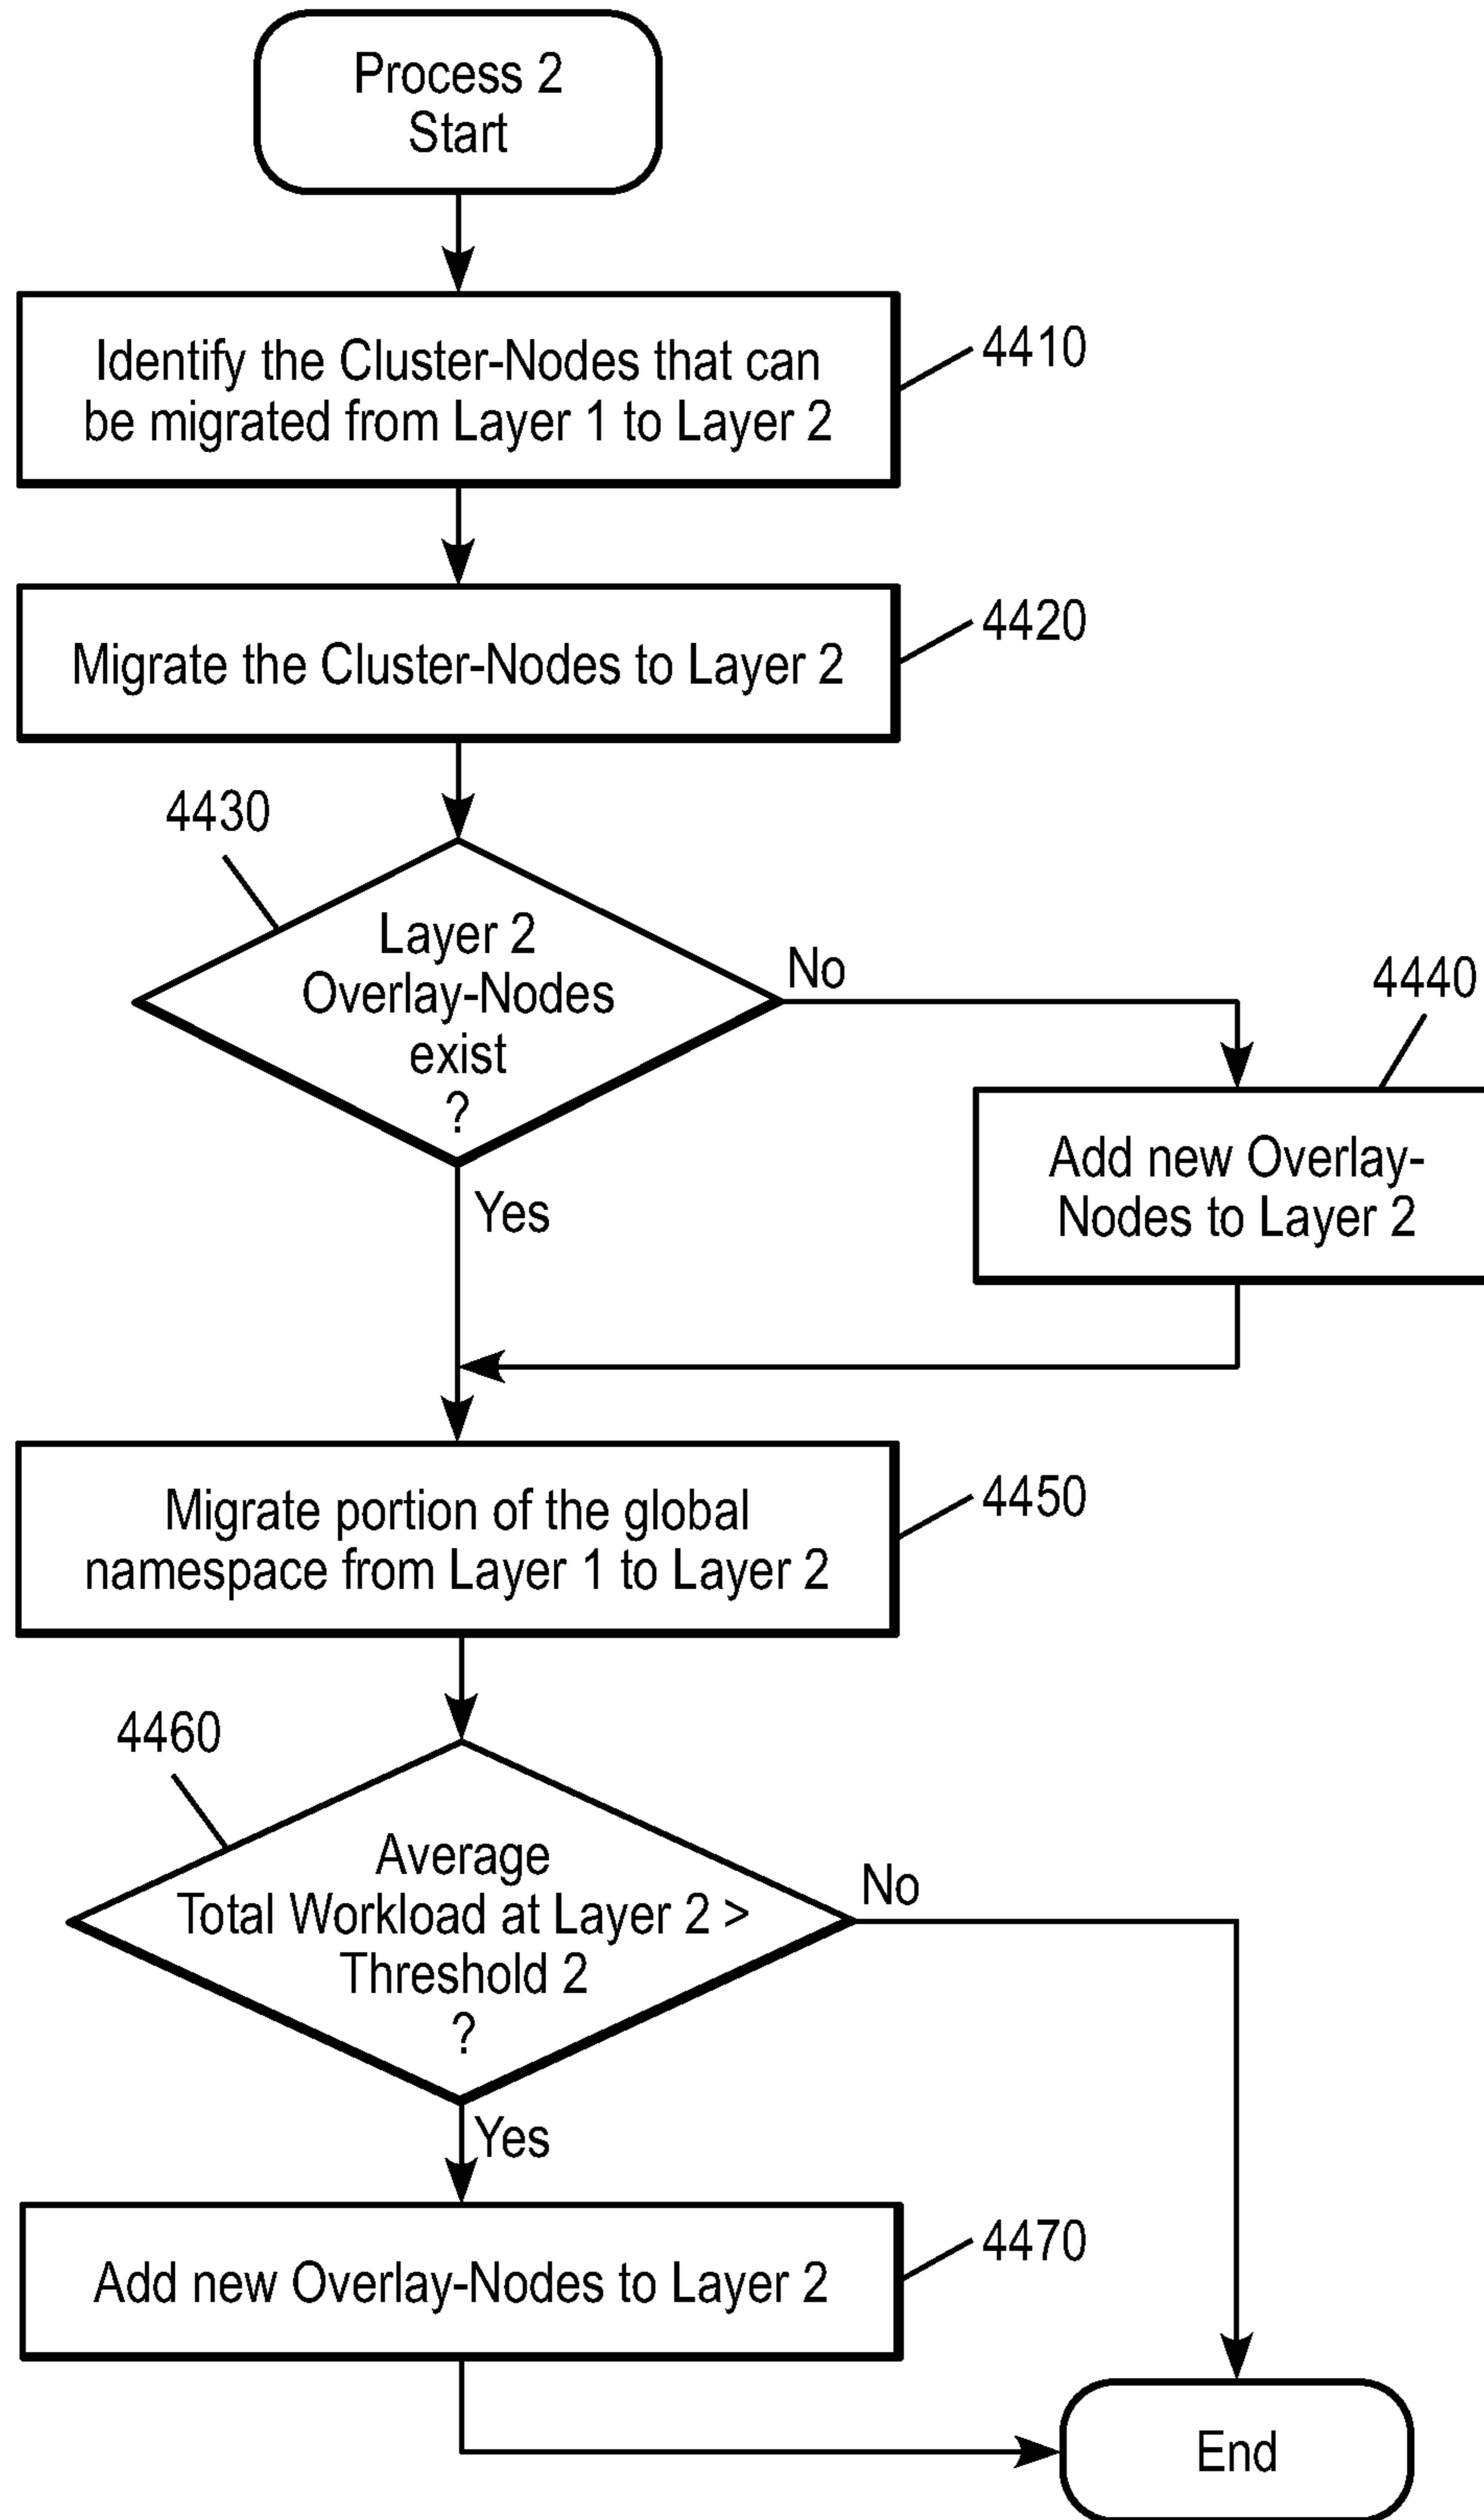 Process 2
Start
Identify the Cluster-Nodes that can
be migrated from Layer 1 to Layer 2
4410
Migrate the Cluster-Nodes to Layer 2
4420
4430
Layer 2
Overlay-Nodes
exist
?
No
Yes
4440
Add new Overlay-
Nodes to Layer 2
Migrate portion of the global
namespace from Layer 1 to Layer 2
4450
4460
Average
Total Workload at Layer 2 >
Threshold 2
?
No
Yes
Add new Overlay-Nodes to Layer 2
4470
End